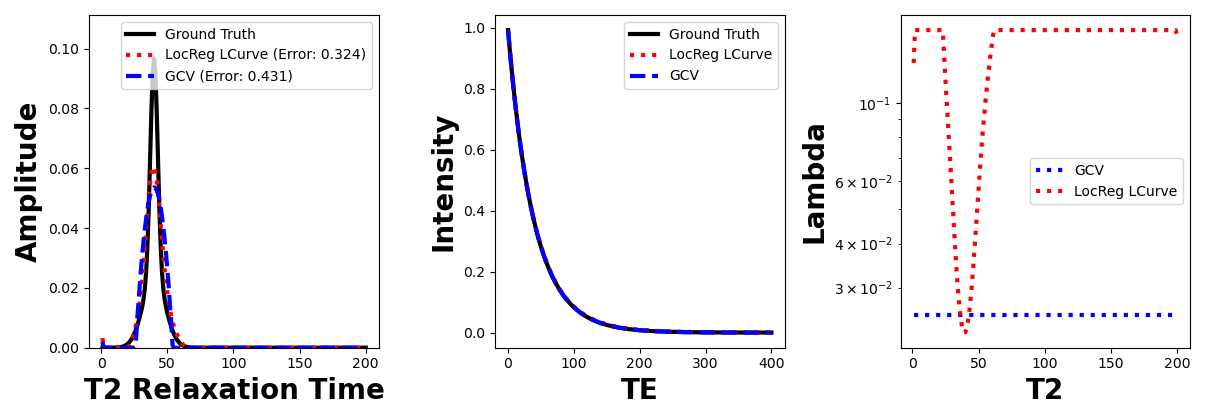 Amplitude
0.10
0.08
0.06
0.04
0.02
0.00
Ground Truth
LocReg LCurve (Error: 0.324)
GCV (Error: 0.431)
0 50 100 150 200
T2 Relaxation Time
Intensity
1.0
0.8
0.6
0.4
0.2
0.0
Ground Truth
LocReg LCurve
GCV
0 100 200 300 400
TE
Lambda
10⁻¹
6 × 10⁻²
4 × 10⁻²
3 × 10⁻²
GCV
LocReg LCurve
0 50 100 150 200
T2